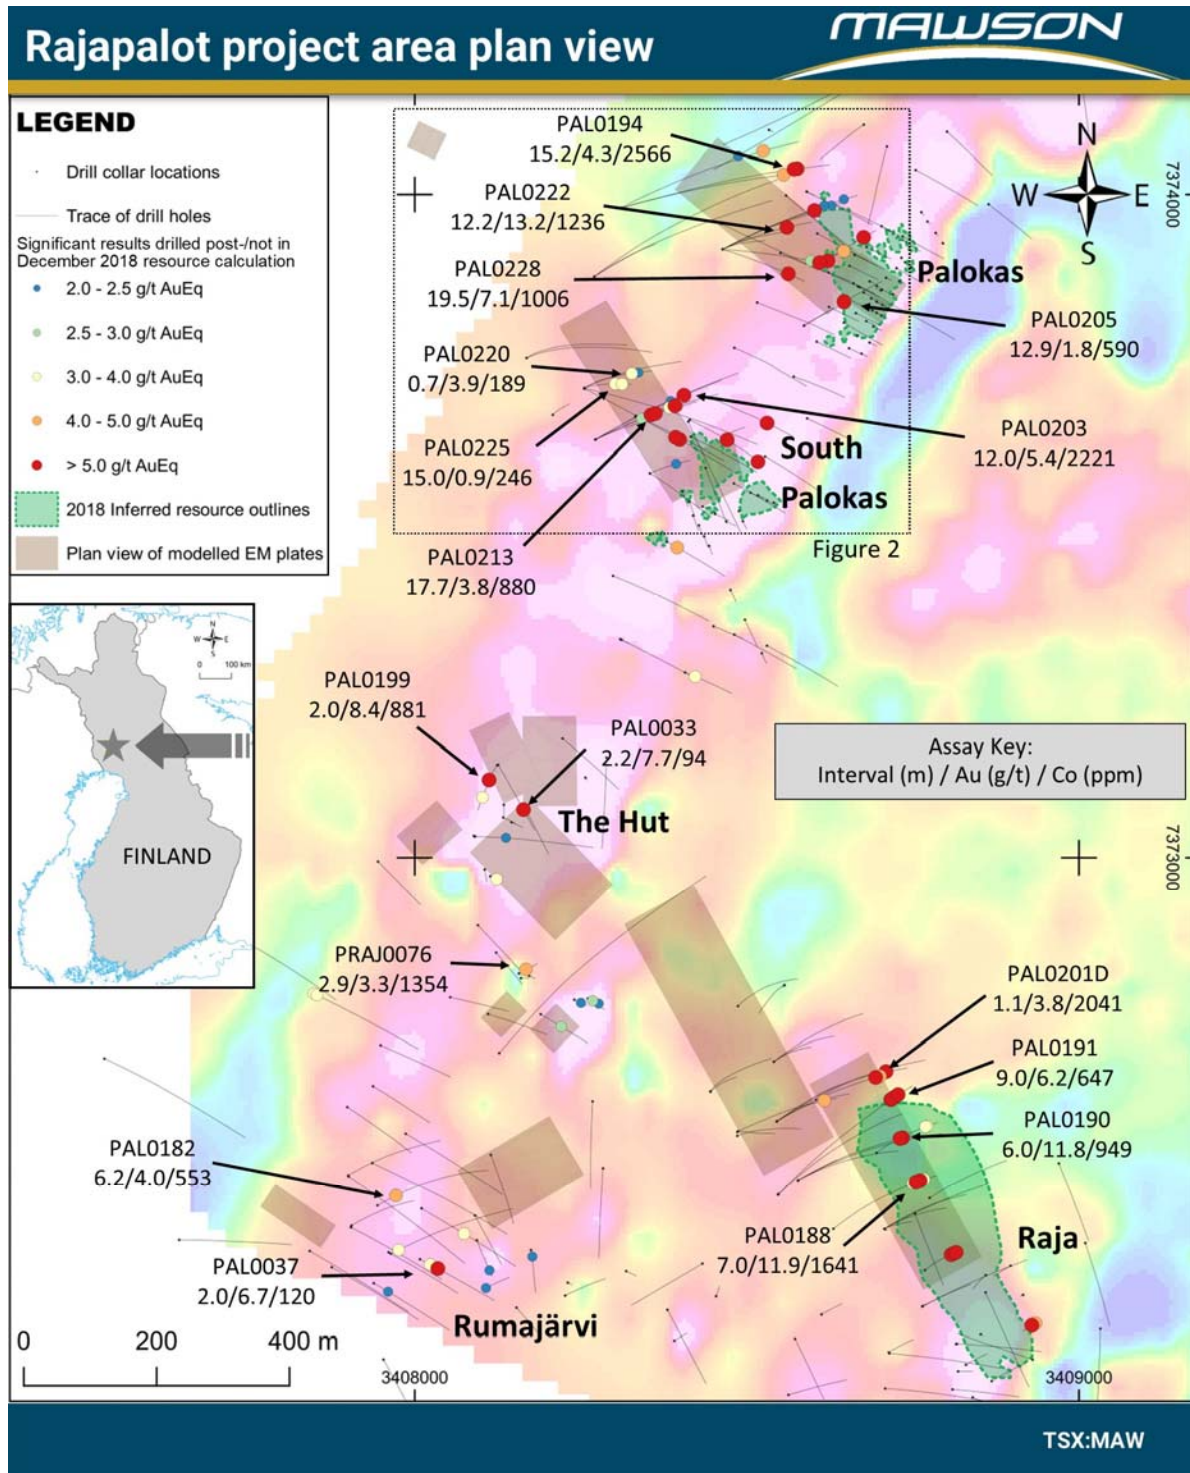 Rajapalot project area plan view
MAWSON
LEGEND
Drill collar locations
Trace of drill holes
Significant results drilled post-/not in
December 2018 resource calculation
2.0 - 2.5 g/t AuEq
2.5 - 3.0 g/t AuEq
3.0 - 4.0 g/t AuEq
4.0 - 5.0 g/t AuEq
> 5.0 g/t AuEq
2018 Inferred resource outlines
Plan view of modelled EM plates
N
W E
S
0 100 km
FINLAND
PAL0194
15.2/4.3/2566
PAL0222
12.2/13.2/1236
PAL0228
19.5/7.1/1006
N
W E
S
7374000
Palokas
PAL0205
12.9/1.8/590
PAL0220
0.7/3.9/189
PAL0225
15.0/0.9/246
PAL0203
12.0/5.4/2221
South
Palokas
PAL0213
17.7/3.8/880
Figure 2
PAL0199
2.0/8.4/881
PAL0033
2.2/7.7/94
Assay Key:
Interval (m) / Au (g/t) / Co (ppm)
The Hut
7373000
PRAJ0076
2.9/3.3/1354
PAL0201D
1.1/3.8/2041
PAL0191
9.0/6.2/647
PAL0190
6.0/11.8/949
PAL0182
6.2/4.0/553
PAL0188
7.0/11.9/1641
Raja
PAL0037
2.0/6.7/120
Rumajärvi
0 200 400 m
3408000
3409000
TSX:MAW